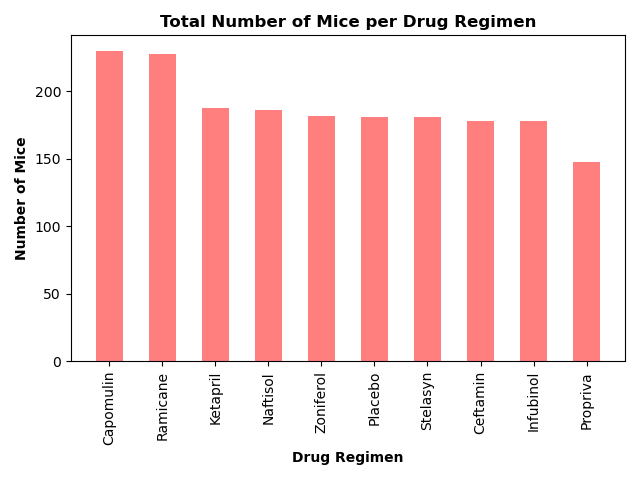 Total Number of Mice per Drug Regimen
Number of Mice
200
150
100
50
0
Capomulin
Ramicane
Ketapril
Naftisol
Zoniferol
Placebo
Stelasyn
Ceftamin
Infubinol
Propriva
Drug Regimen